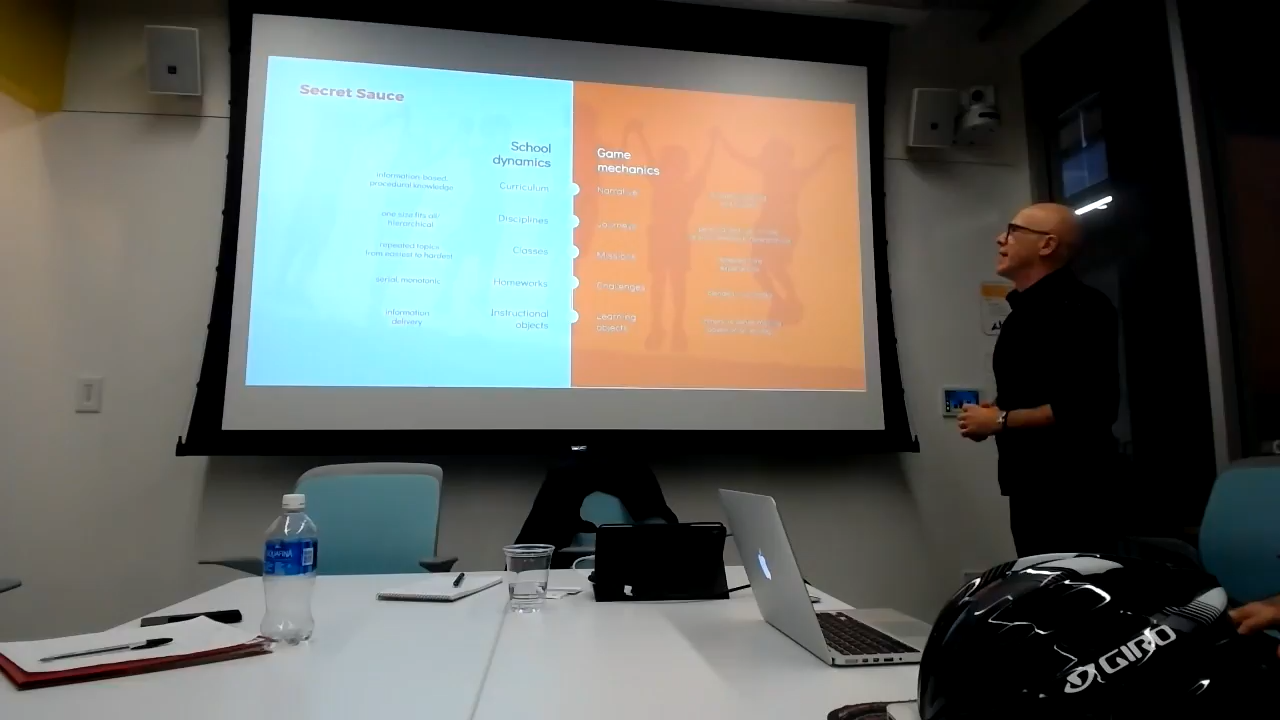 Secret Sauce
School
dynamics
Game
mechanics
information based,
procedural knowledge
Curriculum
Narrative
one size fits all/
hierarchical
Disciplines
Journeys
repeated topics
from easiest to hardest
Classes
Missions
serial, monotonic
Homeworks
Challenges
information
delivery
Instructional
objects
Learning
objects
AQUAFINA
GIRO